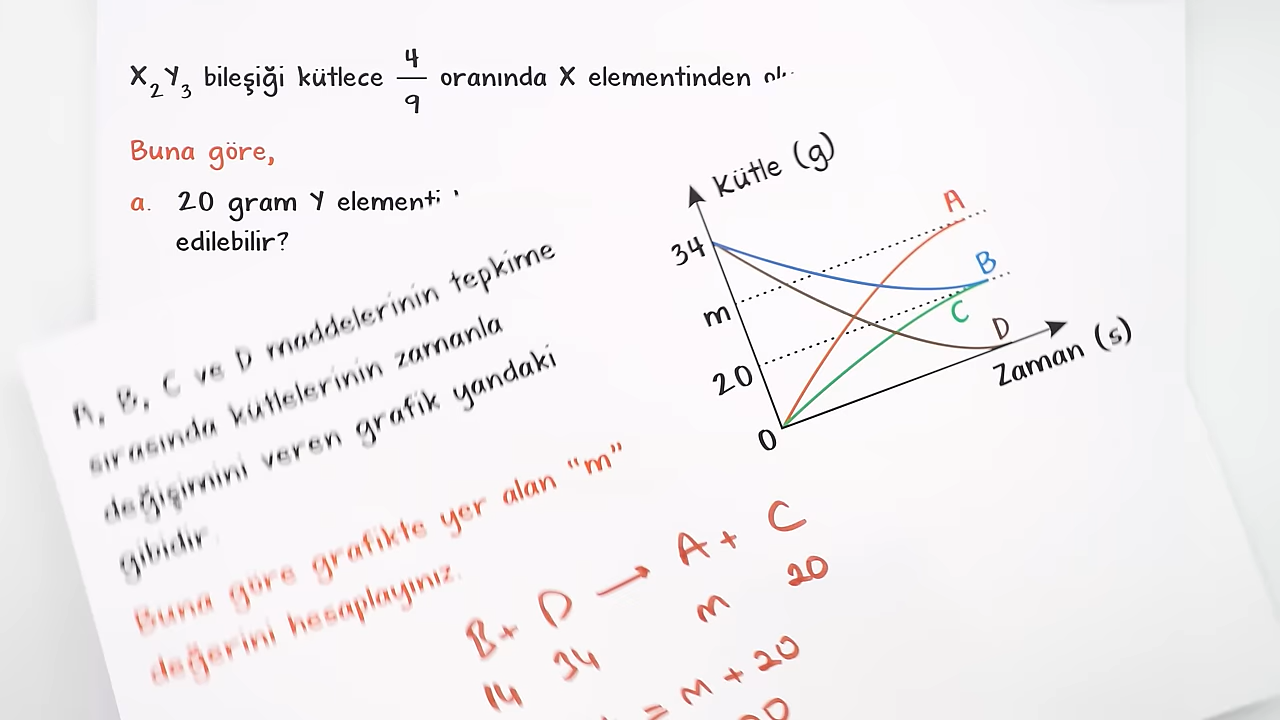 X₂Y₃ bileşiği kütlece 4/9 oranında X elementinden
Buna göre,
a. 20 gram Y elementi
edilebilir?
Kütle (g)
34
m
20
0
A
B
C
D
Zaman (s)
A, B, C ve D maddelerinin tepkime
sırasında kütlelerinin zamanla
değişimini veren grafik yandaki
gibidir.
Buna göre grafikte yer alan “m”
değerini hesaplayınız.
B + D → A + C
14 34 m 20
= m + 20